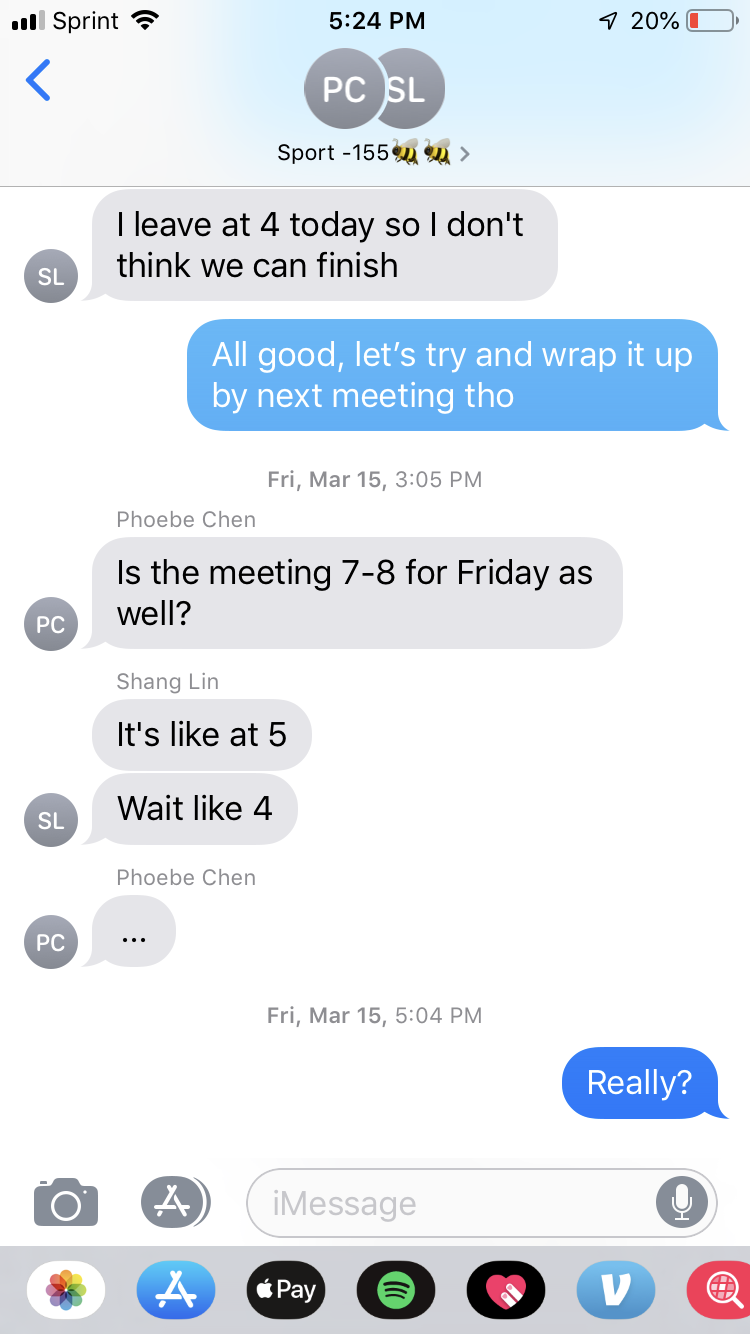 Sprint 5:24 PM 20%
PC SL
Sport -155🐝🐝 >
I leave at 4 today so I don't
think we can finish
SL
All good, let’s try and wrap it up
by next meeting tho
Fri, Mar 15, 3:05 PM
Phoebe Chen
Is the meeting 7-8 for Friday as
well?
PC
Shang Lin
It's like at 5
Wait like 4
SL
Phoebe Chen
...
PC
Fri, Mar 15, 5:04 PM
Really?
iMessage
Pay